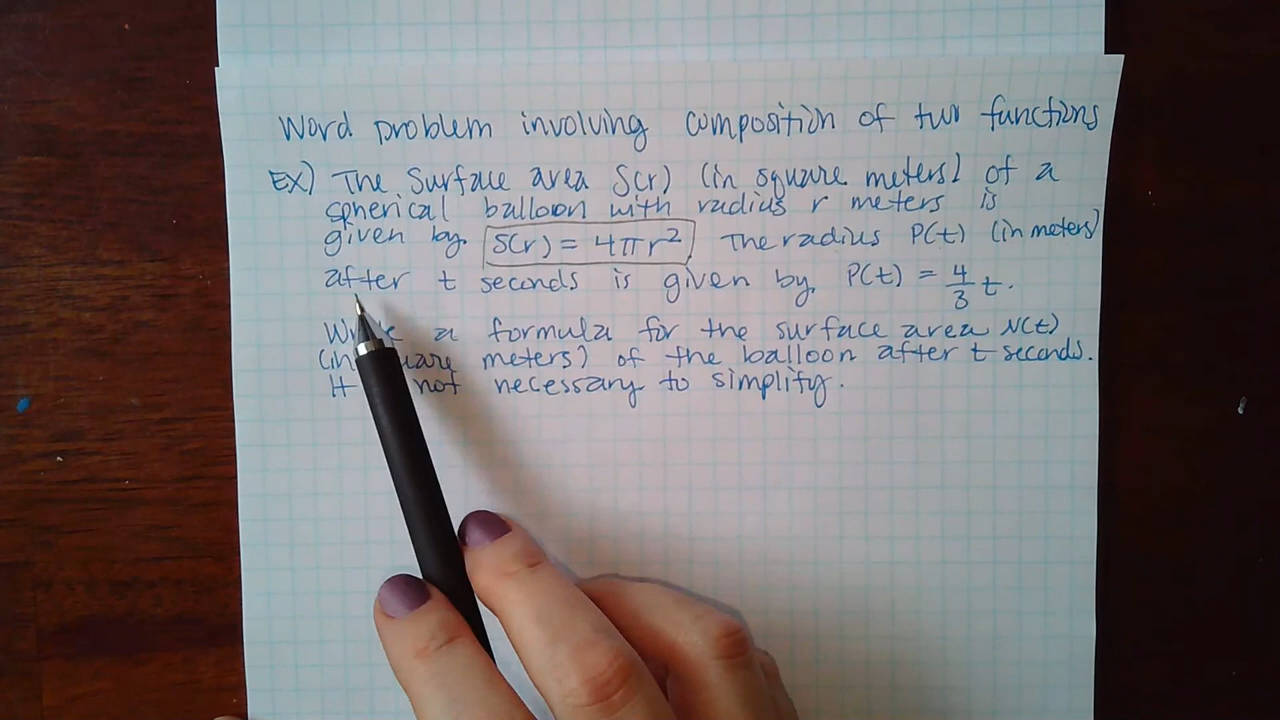 Word problem involving composition of two functions
EX) The surface area S(r) (in square meters) of a
spherical balloon with radius r meters is
given by S(r) = 4πr². The radius P(t) (in meters)
after t seconds is given by P(t) = 4/3 t.
a formula for the surface area N(t)
meters) of the balloon after t seconds.
It not necessary to simplify.